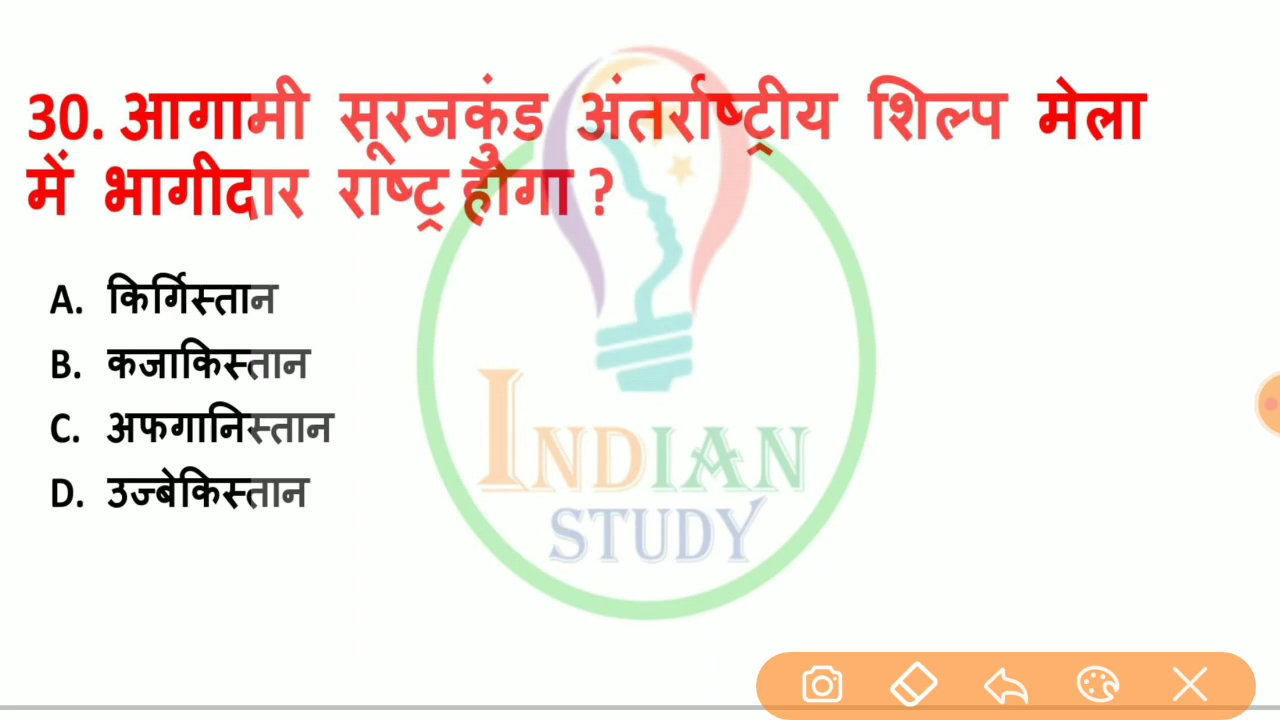 30. आगामी सूरजकुंड अंतर्राष्ट्रीय शिल्प मेला
में भागीदार राष्ट्र होगा ?
A. किर्गिस्तान
B. कजाकिस्तान
C. अफगानिस्तान
D. उज्बेकिस्तान
INDIAN
STUDY